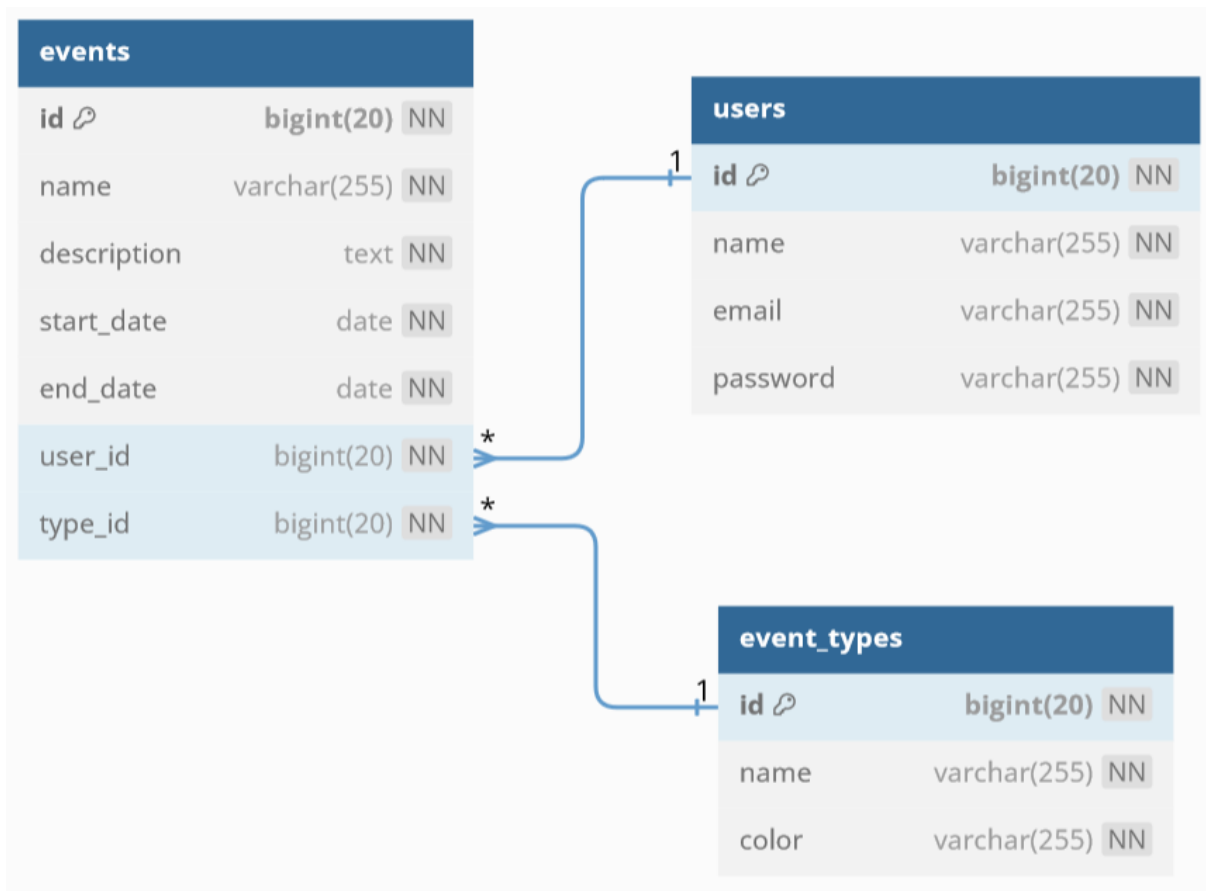 events
id bigint(20) NN
name varchar(255) NN
description text NN
start_date date NN
end_date date NN
user_id bigint(20) NN *
type_id bigint(20) NN *
users
1 id bigint(20) NN
name varchar(255) NN
email varchar(255) NN
password varchar(255) NN
event_types
1 id bigint(20) NN
name varchar(255) NN
color varchar(255) NN